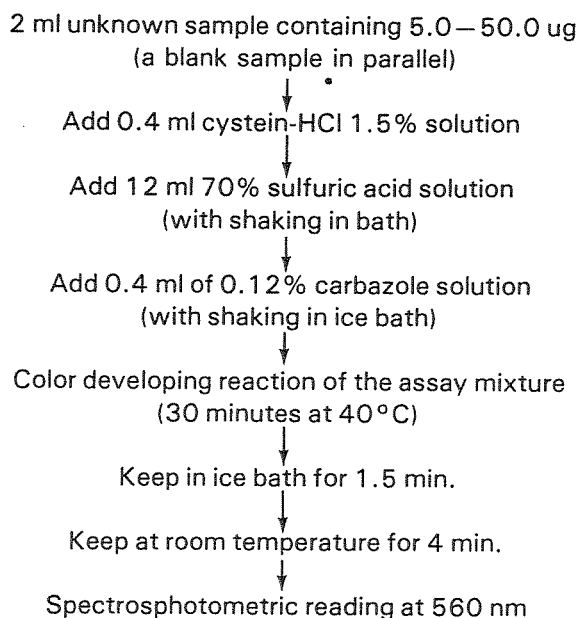 2 ml unknown sample containing 5.0—50.0 ug
(a blank sample in parallel)
Add 0.4 ml cystein-HCl 1.5% solution
Add 12 ml 70% sulfuric acid solution
(with shaking in bath)
Add 0.4 ml of 0.12% carbazole solution
(with shaking in ice bath)
Color developing reaction of the assay mixture
(30 minutes at 40°C)
Keep in ice bath for 1.5 min.
Keep at room temperature for 4 min.
Spectrosphotometric reading at 560 nm